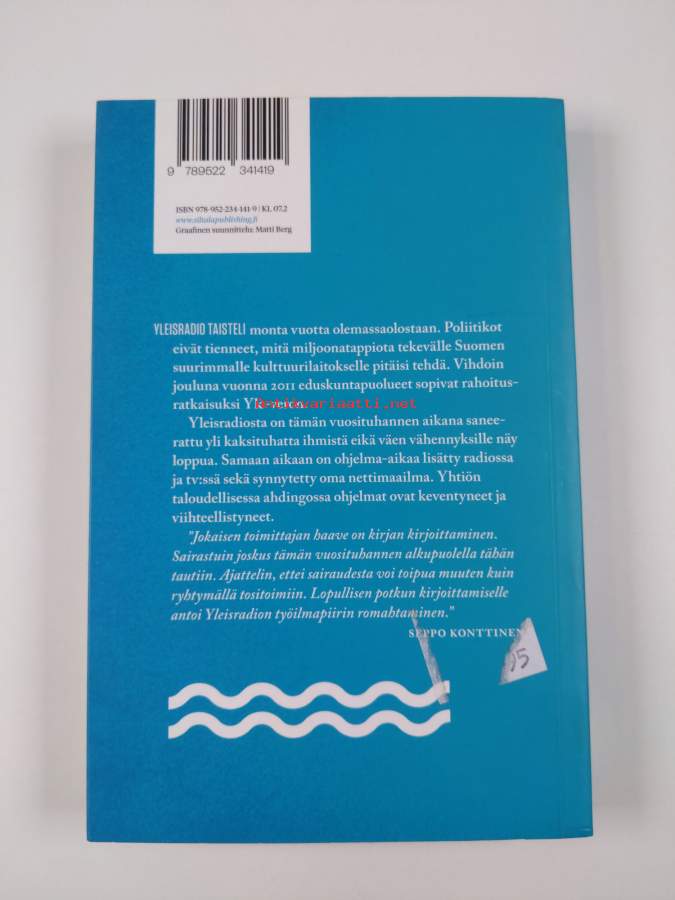 9 789522 341419
ISBN 978-952-234-141-9 | KL 07.2
www.siltalapublishing.fi
Graafinen suunnittelu: Matti Berg
YLEISRADIO TAISTELI monta vuotta olemassaolostaan. Poliitikot
eivät tienneet, mitä miljoonatappiota tekevälle Suomen
suurimmalle kulttuurilaitokselle pitäisi tehdä. Vihdoin
jouluna vuonna 2011 eduskuntapuolueet sopivat rahoitus-
ratkaisuksi Yle-veron.
Antikvariaatti.net
Yleisradiosta on tämän vuosituhannen aikana sanee-
rattu yli kaksituhatta ihmistä eikä väen vähennyksille näy
loppua. Samaan aikaan on ohjelma-aikaa lisätty radiossa
ja tv:ssä sekä synnytetty oma nettimaailma. Yhtiön
taloudellisessa ahdingossa ohjelmat ovat keventyneet ja
viihteellistyneet.
"Jokaisen toimittajan haave on kirjan kirjoittaminen.
Sairastuin joskus tämän vuosituhannen alkupuolella tähän
tautiin. Ajattelin, ettei sairaudesta voi toipua muuten kuin
ryhtymällä tositoimiin. Lopullisen potkun kirjoittamiselle
antoi Yleisradion työilmapiirin romahtaminen."
SEPPO KONTTINEN